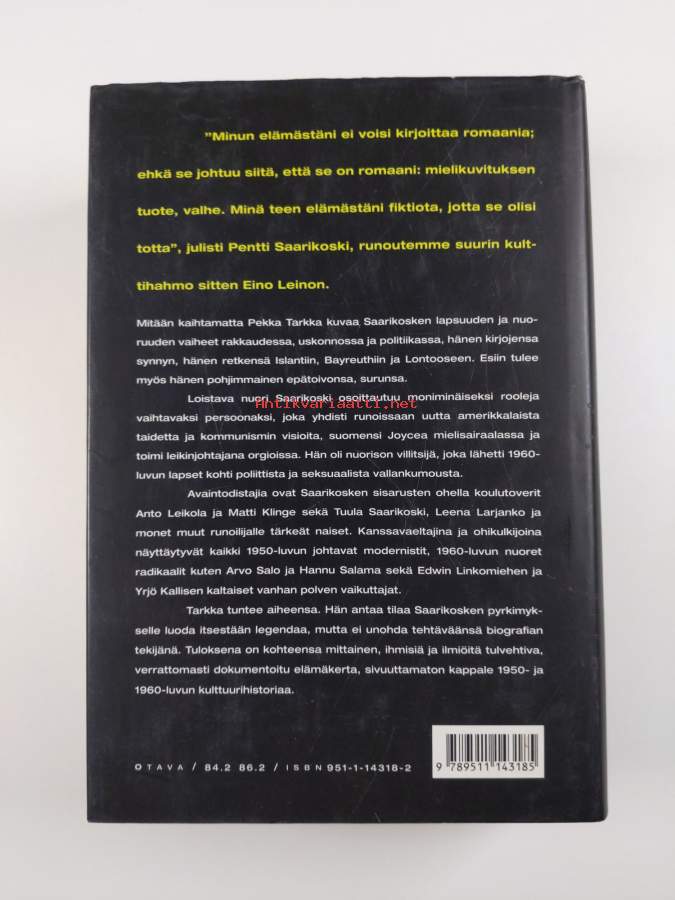 ”Minun elämästäni ei voisi kirjoittaa romaania;
ehkä se johtuu siitä, että se on romaani: mielikuvituksen
tuote, valhe. Minä teen elämästäni fiktiota, jotta se olisi
totta”, julisti Pentti Saarikoski, runoutemme suurin kult-
tihahmo sitten Eino Leinon.
Mitään kaihtamatta Pekka Tarkka kuvaa Saarikosken lapsuuden ja nuo-
ruuden vaiheet rakkaudessa, uskonnossa ja politiikassa, hänen kirjojensa
synnyn, hänen retkensä Islantiin, Bayreuthiin ja Lontooseen. Esiin tulee
myös hänen pohjimmainen epätoivonsa, surunsa.
Loistava nuori Saarikoski osoittautuu moniminäiseksi rooleja
Antikvariaatti.net
vaihtavaksi persoonaksi, joka yhdisti runoissaan uutta amerikkalaista
taidetta ja kommunismin visioita, suomensi Joycea mielisairaalassa ja
toimi leikinjohtajana orgioissa. Hän oli nuorison villitsijä, joka lähetti 1960-
luvun lapset kohti poliittista ja seksuaalista vallankumousta.
Avaintodistajia ovat Saarikosken sisarusten ohella koulutoverit
Anto Leikola ja Matti Klinge sekä Tuula Saarikoski, Leena Larjanko ja
monet muut runoilijalle tärkeät naiset. Kanssavaeltajina ja ohikulkijoina
näyttäytyvät kaikki 1950-luvun johtavat modernistit, 1960-luvun nuoret
radikaalit kuten Arvo Salo ja Hannu Salama sekä Edwin Linkomiehen ja
Yrjö Kallisen kaltaiset vanhan polven vaikuttajat.
Tarkka tuntee aiheensa. Hän antaa tilaa Saarikosken pyrkimyk-
selle luoda itsestään legendaa, mutta ei unohda tehtäväänsä biografian
tekijänä. Tuloksena on kohteensa mittainen, ihmisiä ja ilmiöitä tulvehtiva,
verrattomasti dokumentoitu elämäkerta, sivuuttamaton kappale 1950- ja
1960-luvun kulttuurihistoriaa.
OTAVA / 84.2 86.2 / ISBN 951-1-14318-2
9 789511 143185